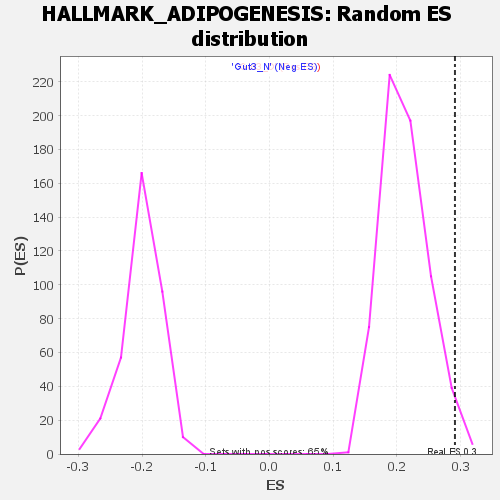 HALLMARK_ADIPOGENESIS: Random ES
distribution
'Gut3_N' (Neg ES))
220
200
180
160
140
120
100
80
60
40
20
0
P(ES)
Sets with pos scores: 65%
Real ES 0.3
-0.3 -0.2 -0.1 0.0 0.1 0.2 0.3
ES